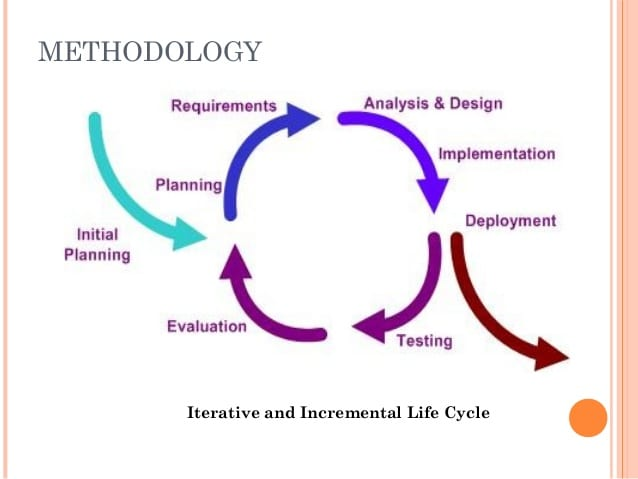 METHODOLOGY
Requirements
Analysis & Design
Implementation
Planning
Deployment
Initial
Planning
Evaluation
Testing
Iterative and Incremental Life Cycle